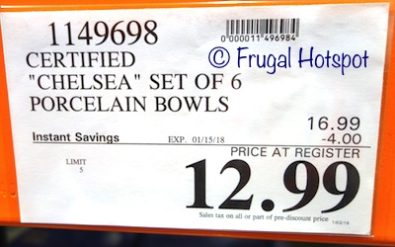 1149698
0000011496984
CERTIFIED
© Frugal Hotspot
"CHELSEA" SET OF 6
PORCELAIN BOWLS
16.99
Instant Savings EXP. 01/15/18 -4.00
PRICE AT REGISTER
LIMIT
5
12.99
Sales tax on all or part of pre-discount price